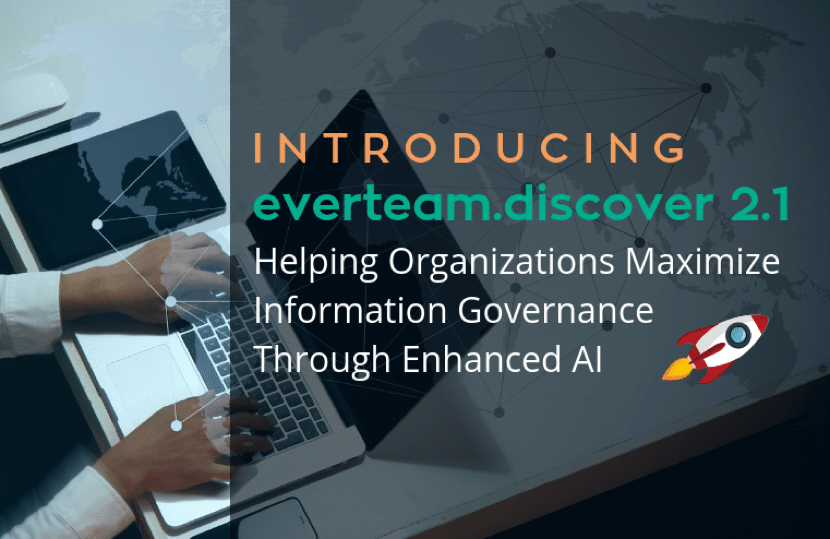 INTRODUCING
everteam.discover 2.1
Helping Organizations Maximize
Information Governance
Through Enhanced AI